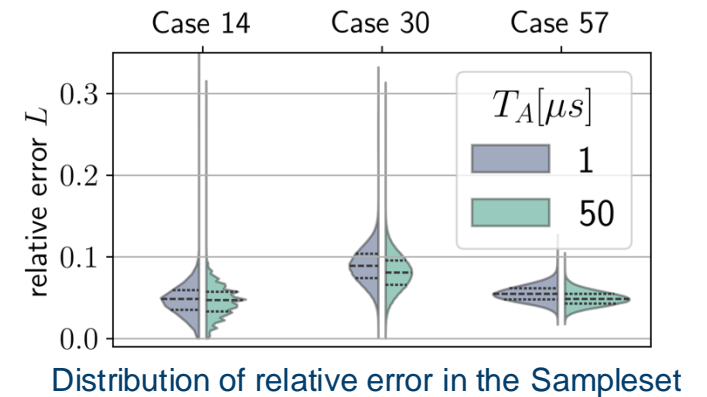 Case 14 Case 30 Case 57
relative error L
0.3
0.2
0.1
0.0
T_A[μs]
1
50
Distribution of relative error in the Sampleset